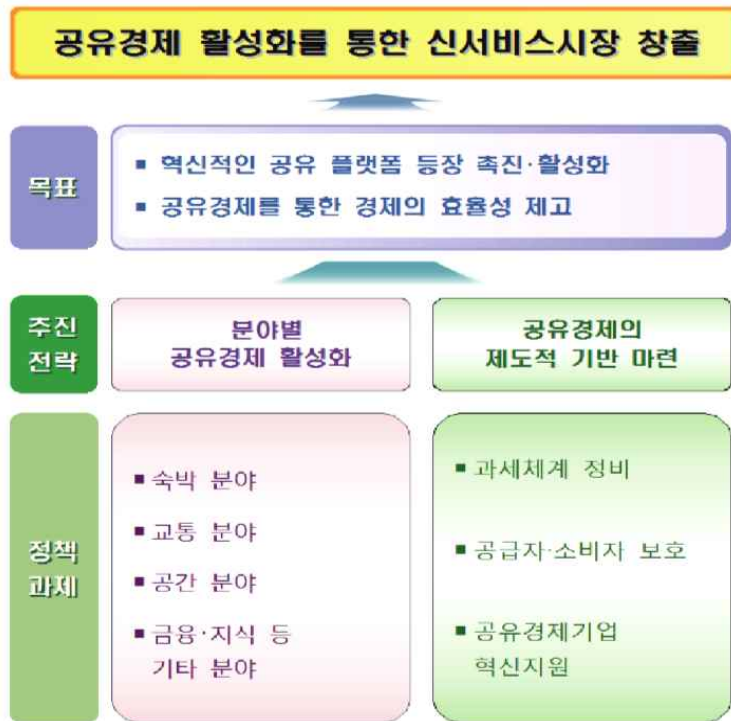 공유경제 활성화를 통한 신서비스시장 창출
목표
▪ 혁신적인 공유 플랫폼 등장 촉진·활성화
▪ 공유경제를 통한 경제의 효율성 제고
추진
전략
분야별
공유경제 활성화
공유경제의
제도적 기반 마련
정책
과제
▪ 숙박 분야
▪ 교통 분야
▪ 공간 분야
▪ 금융·지식 등
기타 분야
▪ 과세체계 정비
▪ 공급자·소비자 보호
▪ 공유경제기업
혁신지원